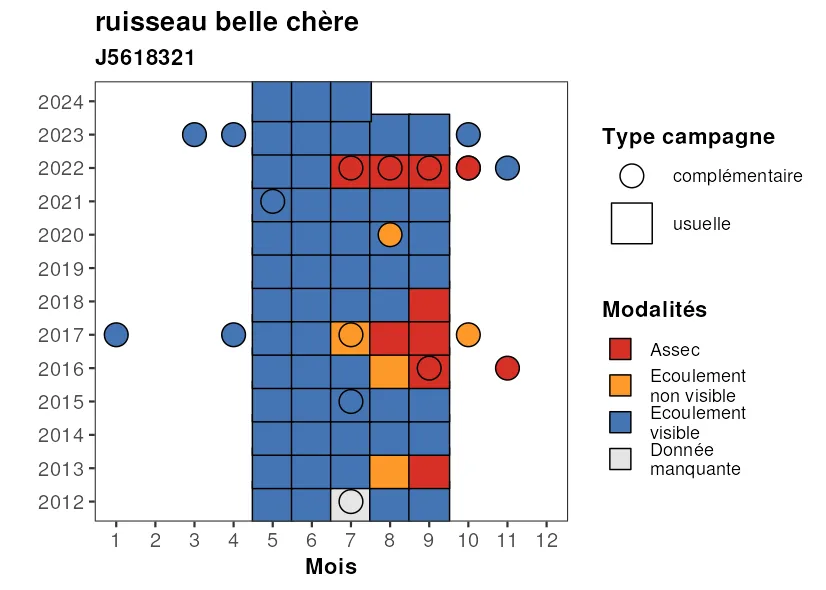 ruisseau belle chère
J5618321
2024
2023
2022
2021
2020
2019
2018
2017
2016
2015
2014
2013
2012
1 2 3 4 5 6 7 8 9 10 11 12
Mois
Type campagne
complémentaire
usuelle
Modalités
Assec
Ecoulement
non visible
Ecoulement
visible
Donnée
manquante